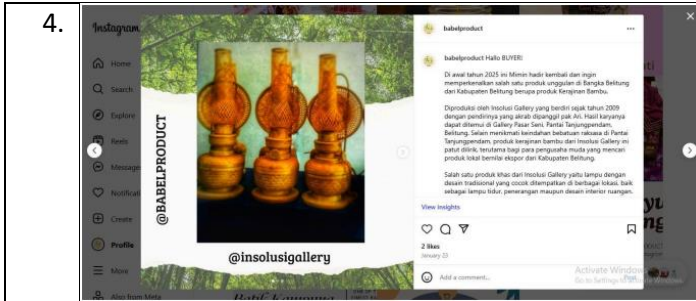 4.
Instagram
Home
Search
Explore
Reels
Message
Notificat
Create
Profile
More
Also from Meta
@BABELPRODUCT
@insolusigallery
babelproduct
babelproduct Hallo BUYER!
Di awal tahun 2025 ini Mimin hadir kembali dan ingin
memperkenalkan salah satu produk unggulan di Bangka Belitung
dari Kabupaten Belitung berupa produk Kerajinan Bambu.
Diproduksi oleh Insolusi Gallery yang berdiri sejak tahun 2009
dengan pendirinya yang akrab dipanggil pak Ari. Hasil karyanya
dapat ditemui di Gallery Pasar Seni, Pantai Tanjungpendam,
Belitung. Selain menikmati keindahan bebatuan raksasa di Pantai
Tanjungpendam, produk kerajinan bambu dari Insolusi Gallery ini
patut dilirik, terutama bagi para pengusaha muda yang mencari
produk lokal bernilai ekspor dari Kabupaten Belitung.
Salah satu produk khas dari Insolusi Gallery yaitu lampu dengan
desain tradisional yang cocok ditempatkan di berbagai lokasi, baik
sebagai lampu tidur, penerangan maupun desain interior ruangan.
View insights
2 likes
January 23
Add a comment...
Post
Activate Window
Go to Settings to Activate Windows